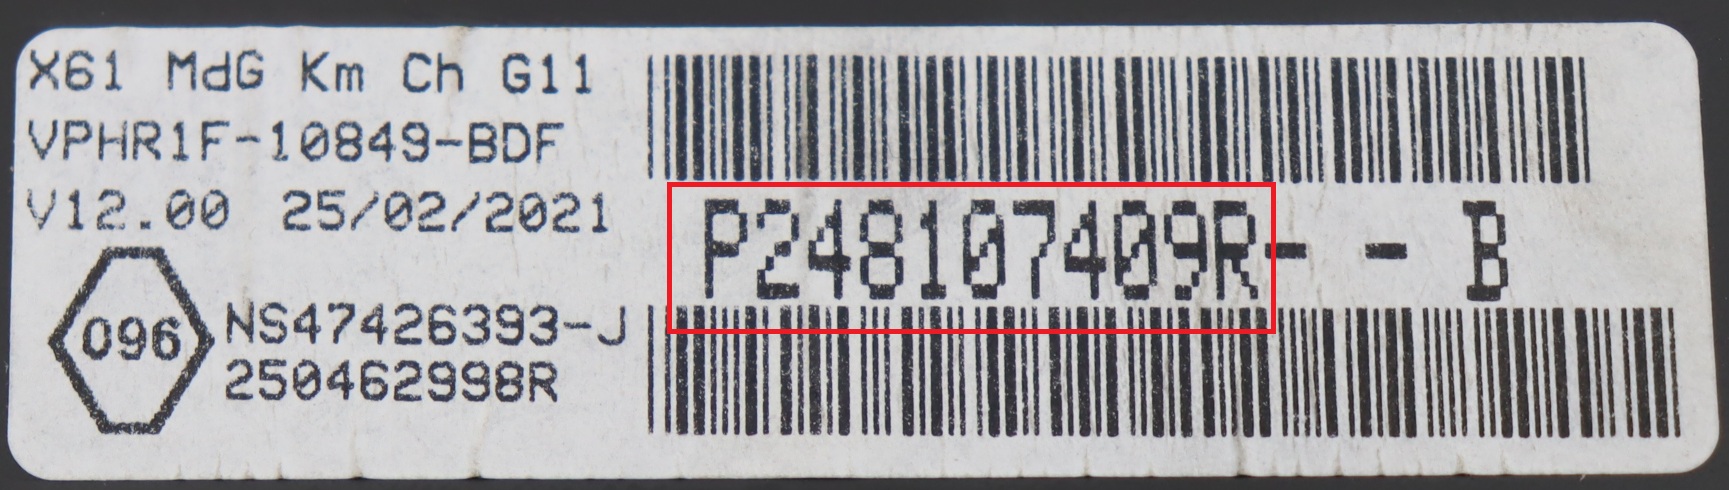 X61 MdG Km Ch G11
VPHR1F-10849-BDF
V12.00 25/02/2021
P248107409R- - B
096
NS47426393-J
250462998R